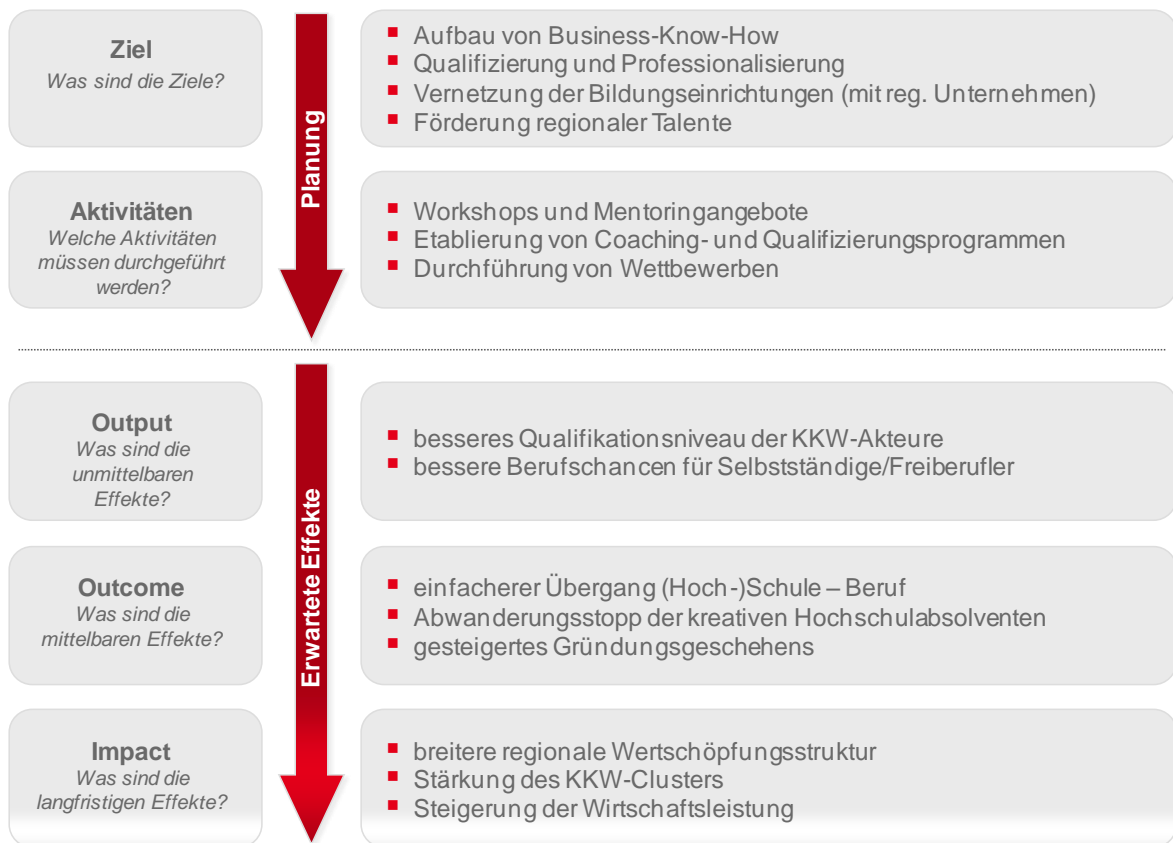 Ziel
Was sind die Ziele?
Aufbau von Business-Know-How
Qualifizierung und Professionalisierung
Vernetzung der Bildungseinrichtungen (mit reg. Unternehmen)
Förderung regionaler Talente
Planung
Aktivitäten
Welche Aktivitäten
müssen durchgeführt
werden?
Workshops und Mentoringangebote
Etablierung von Coaching- und Qualifizierungsprogrammen
Durchführung von Wettbewerben
Output
Was sind die
unmittelbaren
Effekte?
besseres Qualifikationsniveau der KKW-Akteure
bessere Berufschancen für Selbstständige/Freiberufler
Erwartete Effekte
Outcome
Was sind die
mittelbaren Effekte?
einfacherer Übergang (Hoch-)Schule – Beruf
Abwanderungsstopp der kreativen Hochschulabsolventen
gesteigertes Gründungsgeschehens
Impact
Was sind die
langfristigen Effekte?
breitere regionale Wertschöpfungsstruktur
Stärkung des KKW-Clusters
Steigerung der Wirtschaftsleistung